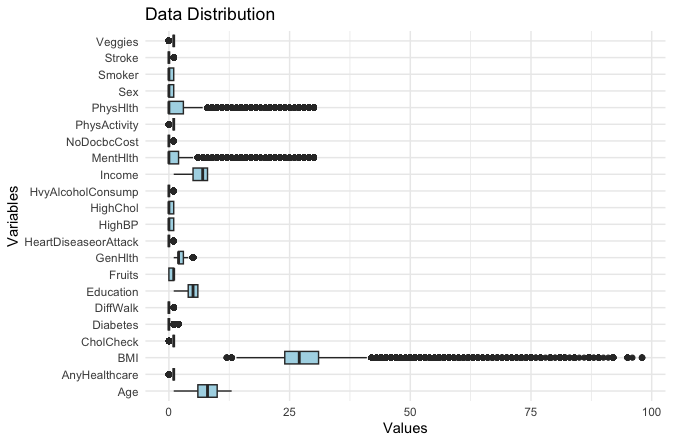 Data Distribution
Variables
Veggies
Stroke
Smoker
Sex
PhysHlth
PhysActivity
NoDocbcCost
MentHlth
Income
HvyAlcoholConsump
HighChol
HighBP
HeartDiseaseorAttack
GenHlth
Fruits
Education
DiffWalk
Diabetes
CholCheck
BMI
AnyHealthcare
Age
0 25 50 75 100
Values